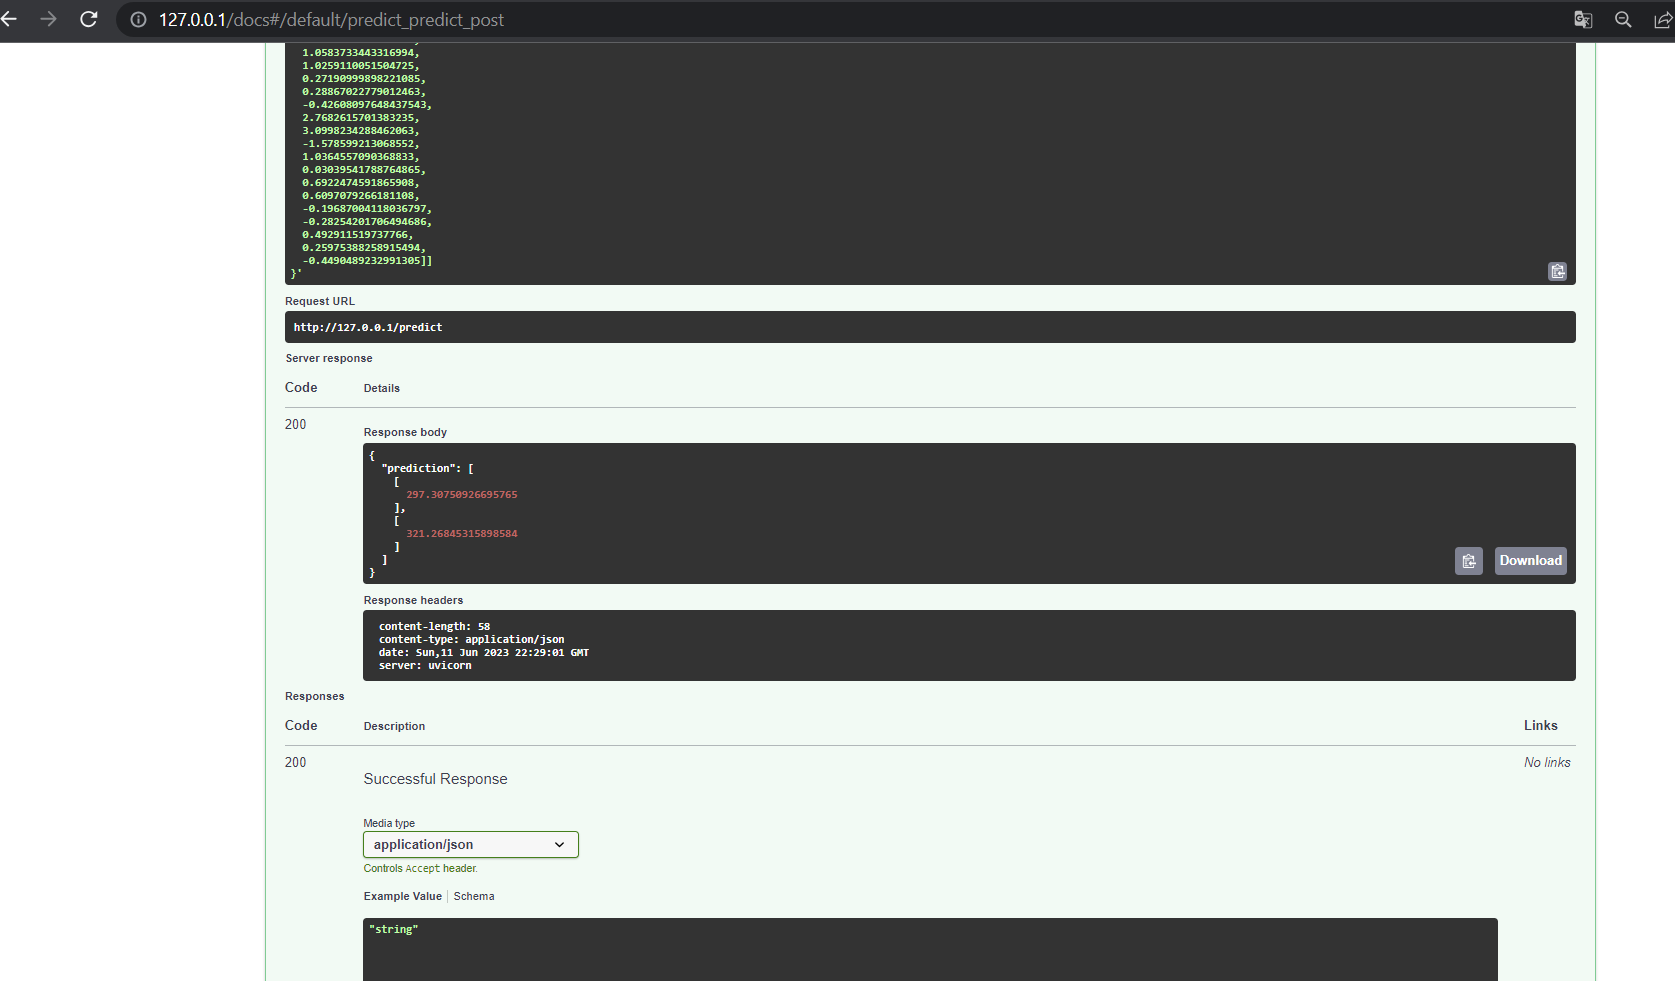 127.0.0.1/docs#/default/predict_predict_post
1.0583733443316994,
1.0259110051504725,
0.27190999898221085,
0.28867022779012463,
-0.42608097648437543,
2.7682615701383235,
3.0998234288462063,
-1.578599213068552,
1.0364557090368833,
0.03039541788764865,
0.6922474591865908,
0.6097079266181108,
-0.19687004118036797,
-0.28254201706494686,
0.492911519737766,
0.25975388258915494,
-0.4490489232991305]]
}'
Request URL
http://127.0.0.1/predict
Server response
Code Details
200
Response body
{
"prediction": [
[
297.30750926695765
],
[
321.26845315898584
]
]
}
Download
Response headers
content-length: 58
content-type: application/json
date: Sun,11 Jun 2023 22:29:01 GMT
server: uvicorn
Responses
Code Description Links
200 No links
Successful Response
Media type
application/json
Controls Accept header.
Example Value Schema
"string"